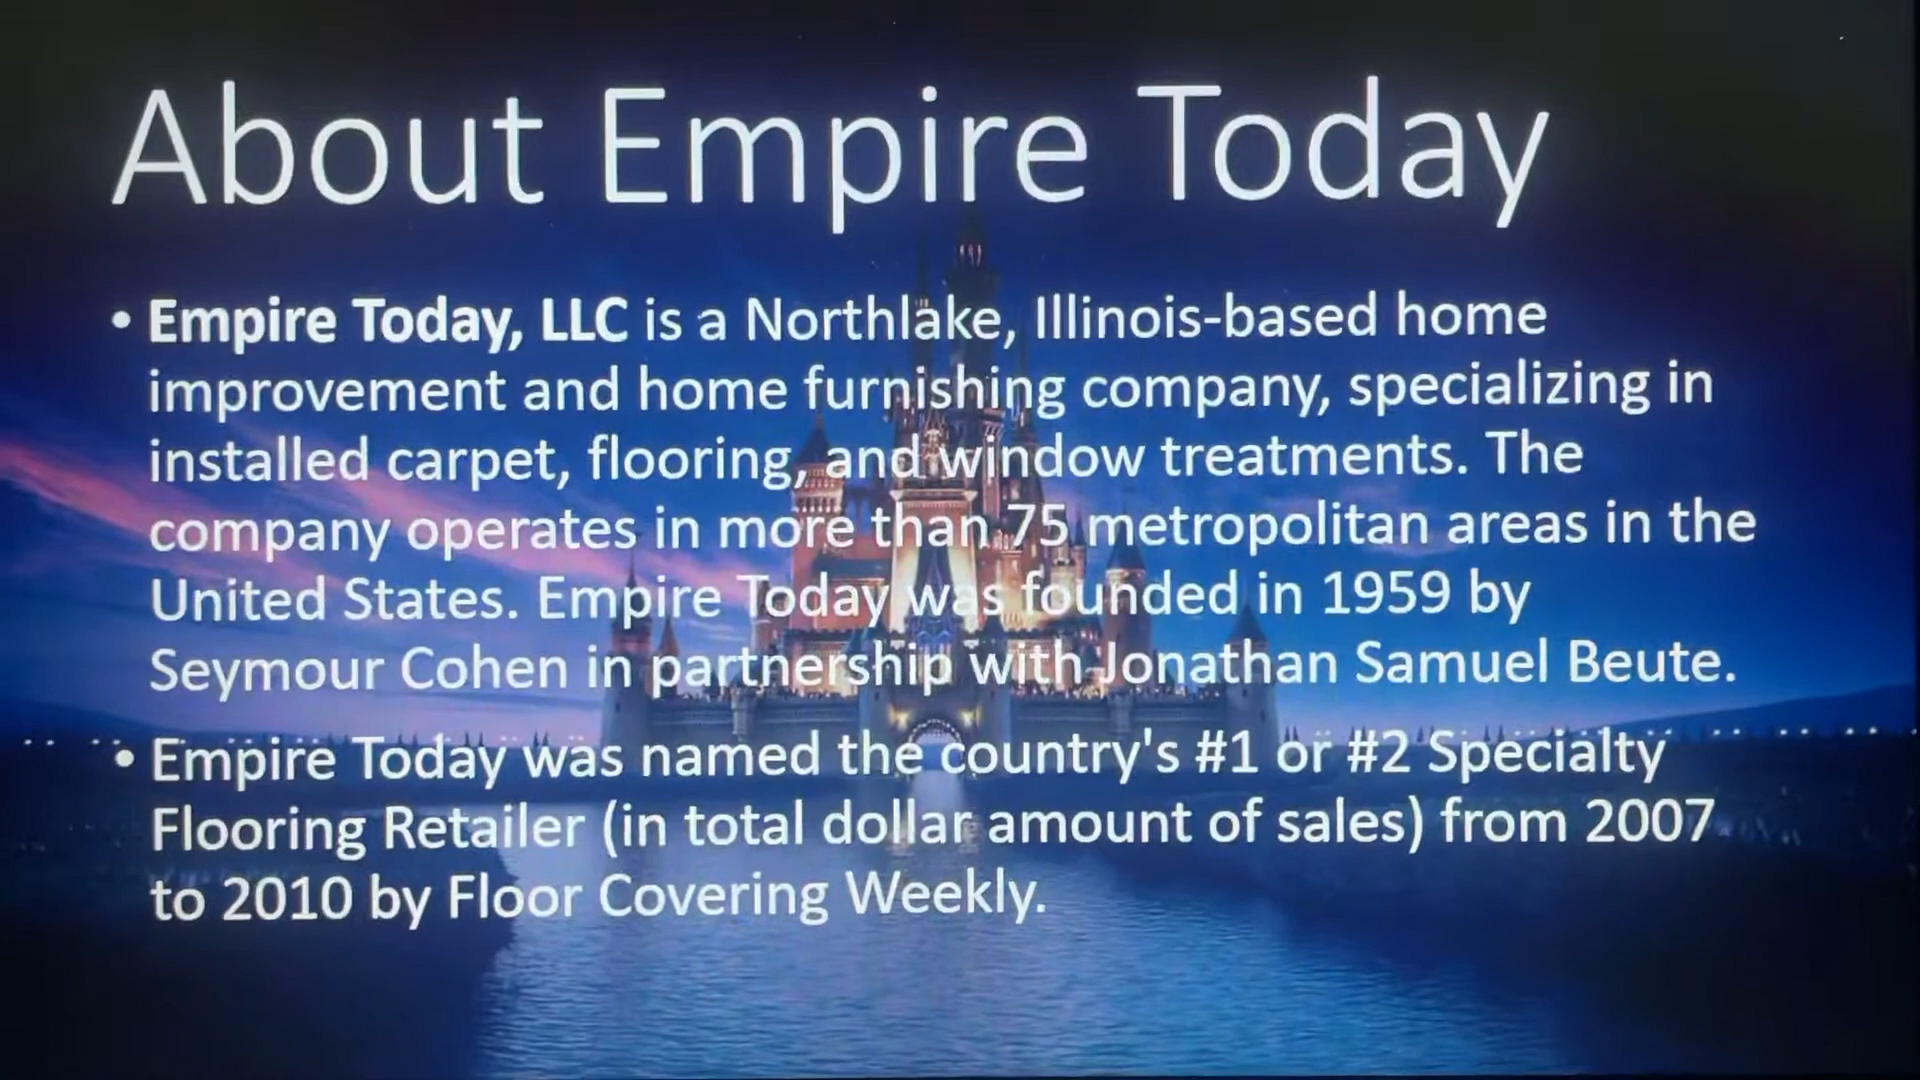 About Empire Today
• Empire Today, LLC is a Northlake, Illinois-based home
improvement and home furnishing company, specializing in
installed carpet, flooring, and window treatments. The
company operates in more than 75 metropolitan areas in the
United States. Empire Today was founded in 1959 by
Seymour Cohen in partnership with Jonathan Samuel Beute.
• Empire Today was named the country's #1 or #2 Specialty
Flooring Retailer (in total dollar amount of sales) from 2007
to 2010 by Floor Covering Weekly.